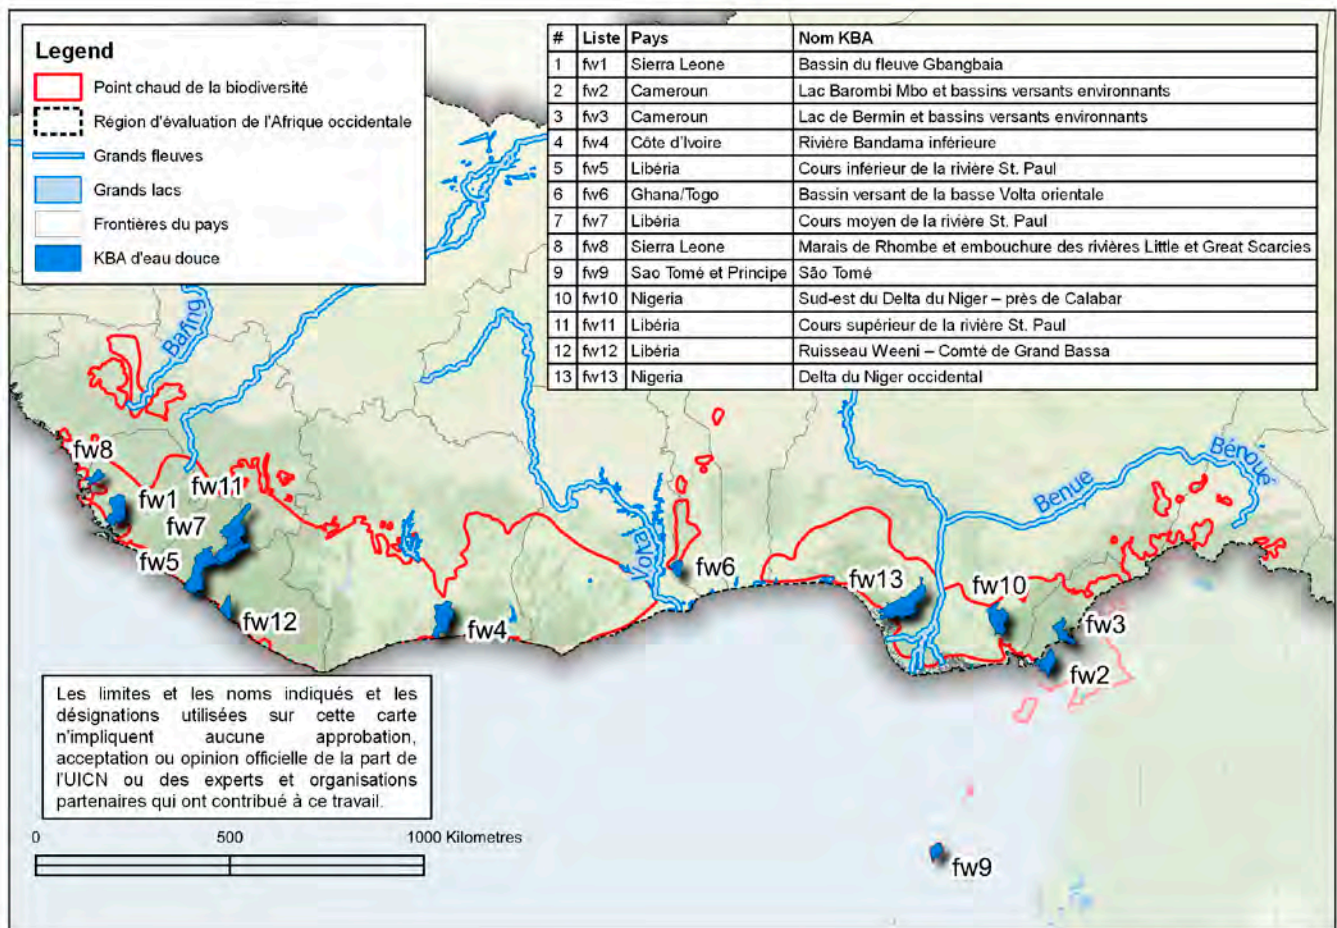 Legend
Point chaud de la biodiversité
Région d'évaluation de l'Afrique occidentale
Grands fleuves
Grands lacs
Frontières du pays
KBA d'eau douce
# Liste Pays Nom KBA
1 fw1 Sierra Leone Bassin du fleuve Gbangbaia
2 fw2 Cameroun Lac Barombi Mbo et bassins versants environnants
3 fw3 Cameroun Lac de Bermin et bassins versants environnants
4 fw4 Côte d'Ivoire Rivière Bandama inférieure
5 fw5 Libéria Cours inférieur de la rivière St. Paul
6 fw6 Ghana/Togo Bassin versant de la basse Volta orientale
7 fw7 Libéria Cours moyen de la rivière St. Paul
8 fw8 Sierra Leone Marais de Rhombe et embouchure des rivières Little et Great Scarcies
9 fw9 Sao Tomé et Principe São Tomé
10 fw10 Nigeria Sud-est du Delta du Niger – près de Calabar
11 fw11 Libéria Cours supérieur de la rivière St. Paul
12 fw12 Libéria Ruisseau Weeni – Comté de Grand Bassa
13 fw13 Nigeria Delta du Niger occidental
Bafing
Benue
Bénoué
Volta
fw8
fw1
fw11
fw7
fw5
fw12
fw4
fw6
fw13
fw10
fw3
fw2
fw9
Les limites et les noms indiqués et les
désignations utilisées sur cette carte
n'impliquent aucune approbation,
acceptation ou opinion officielle de la part de
l'UICN ou des experts et organisations
partenaires qui ont contribué à ce travail.
0 500 1000 Kilometres